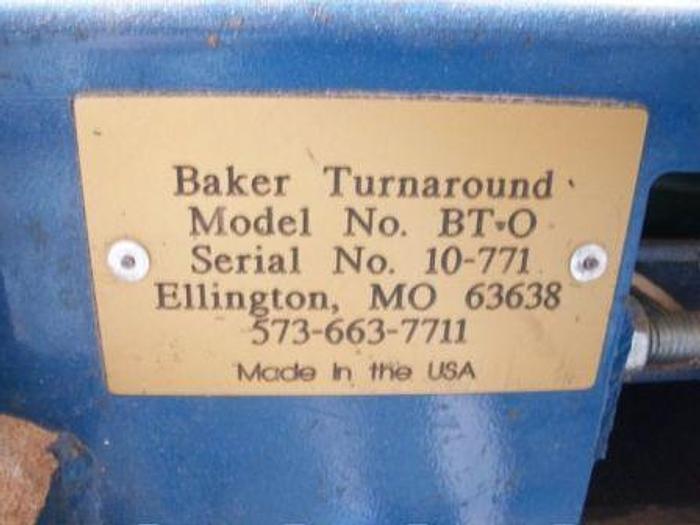 Baker Turnaround
Model No. BT-O
Serial No. 10-771
Ellington, MO 63638
573-663-7711
Made In the USA